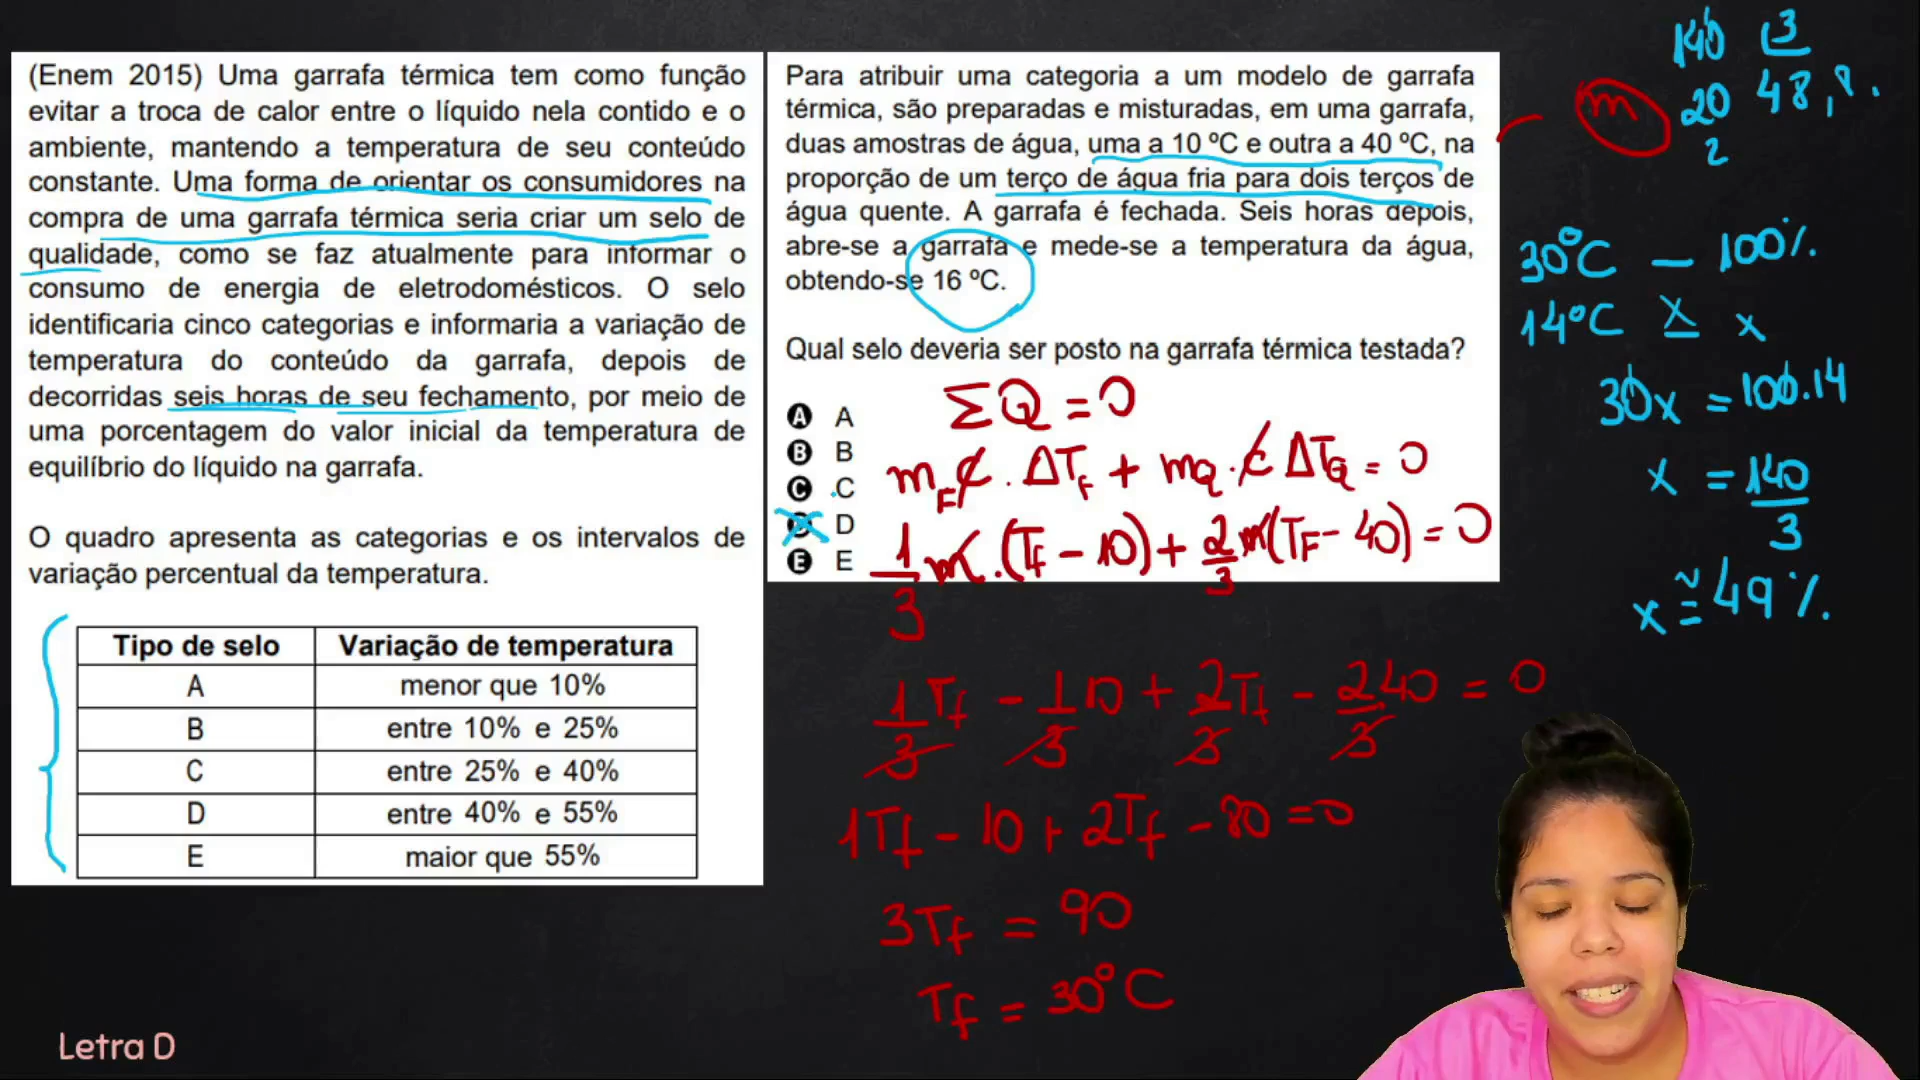 (Enem 2015) Uma garrafa térmica tem como função
evitar a troca de calor entre o líquido nela contido e o
ambiente, mantendo a temperatura de seu conteúdo
constante. Uma forma de orientar os consumidores na
compra de uma garrafa térmica seria criar um selo de
qualidade, como se faz atualmente para informar o
consumo de energia de eletrodomésticos. O selo
identificaria cinco categorias e informaria a variação de
temperatura do conteúdo da garrafa, depois de
decorridas seis horas de seu fechamento, por meio de
uma porcentagem do valor inicial da temperatura de
equilíbrio do líquido na garrafa.
O quadro apresenta as categorias e os intervalos de
variação percentual da temperatura.
Tipo de selo Variação de temperatura
A menor que 10%
B entre 10% e 25%
C entre 25% e 40%
D entre 40% e 55%
E maior que 55%
Letra D
Para atribuir uma categoria a um modelo de garrafa
térmica, são preparadas e misturadas, em uma garrafa,
duas amostras de água, uma a 10 ºC e outra a 40 ºC, na
proporção de um terço de água fria para dois terços de
água quente. A garrafa é fechada. Seis horas depois,
abre-se a garrafa e mede-se a temperatura da água,
obtendo-se 16 ºC.
Qual selo deveria ser posto na garrafa térmica testada?
A A
B B
C C
D D
E E
ΣQ = 0
m_F c . ΔT_F + m_Q . c ΔT_Q = 0
1/3 m . (Tf - 10) + 2/3 m (TF - 40) = 0
1/3 Tf - 1/3 10 + 2/3 Tf - 2/3 40 = 0
1Tf - 10 + 2Tf - 80 = 0
3Tf = 90
Tf = 30°C
m
140 3
20 48,8.
2
30°C — 100%.
14°C x x
30x = 100.14
x = 140/3
x ≅ 49%.